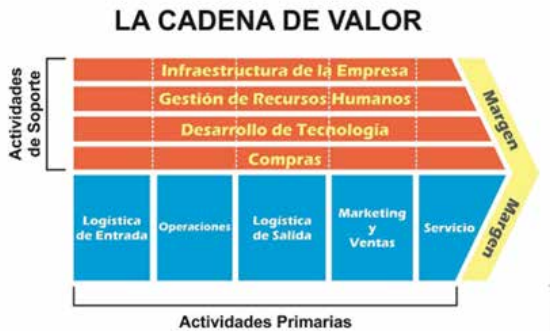 LA CADENA DE VALOR
Actividades
de Soporte
Infraestructura de la Empresa
Gestión de Recursos Humanos
Desarrollo de Tecnología
Compras
Margen
Logística
de Entrada
Operaciones
Logística
de Salida
Marketing
y
Ventas
Servicio
Margen
Actividades Primarias